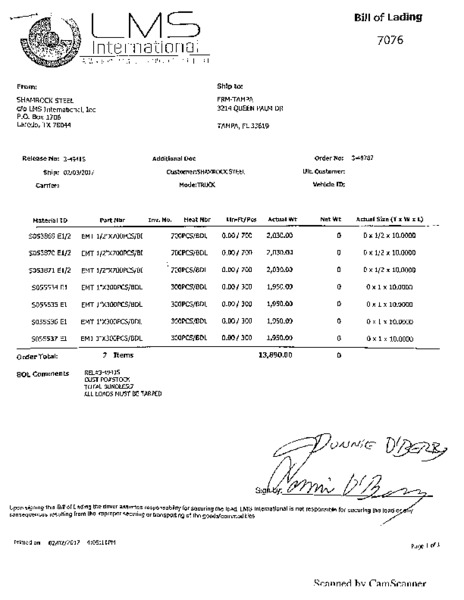 LMS
International
Bill of Lading
7076
From:
SHAMROCK STEEL
c/o LMS International, Inc
P.O. Box 1706
Laredo, TX 78044
Ship to:
FRM-TAMPA
3214 QUEEN PALM DR
TAMPA, FL 33619
Release No: 3-49415 Additional Doc Order No:
Ship: 02/03/2017 Customer: SHAMROCK STEEL Ult. Customer:
Carrier: Mode: TRUCK Vehicle ID:
Material ID Part Nbr Inv. No. Heat Nbr Lin-Ft/Pcs Actual Wt Net Wt Actual Size (T x W x L)
S053869 E1/2 EMT 1/2"X700PCS/BI 700PCS/BDL 0.00 / 700 2,030.00 0 0 x 1/2 x 10.0000
S053870 E1/2 EMT 1/2"X700PCS/BI 700PCS/BDL 0.00 / 700 2,030.00 0 0 x 1/2 x 10.0000
S053871 E1/2 EMT 1/2"X700PCS/BI 700PCS/BDL 0.00 / 700 2,030.00 0 0 x 1/2 x 10.0000
S055534 E1 EMT 1"X300PCS/BDL 300PCS/BDL 0.00 / 300 1,950.00 0 0 x 1 x 10.0000
S055535 E1 EMT 1"X300PCS/BDL 300PCS/BDL 0.00 / 300 1,950.00 0 0 x 1 x 10.0000
S055536 E1 EMT 1"X300PCS/BDL 300PCS/BDL 0.00 / 300 1,950.00 0 0 x 1 x 10.0000
S055537 E1 EMT 1"X300PCS/BDL 300PCS/BDL 0.00 / 300 1,950.00 0 0 x 1 x 10.0000
Order Total: 7 Items 13,890.00 0
BOL Comments REL#3-49415
CUST PO#STOCK
TOTAL BUNDLES:7
ALL LOADS MUST BE TARPED
DONNIE D'BERRY
Sign by:
Upon signing this Bill of Lading the driver assumes responsibility for securing the load. LMS International is not responsible for securing the load or any
consequences resulting from the improper securing or transporting of the goods/commodities
Printed on 02/02/2017 4:05:11PM Page 1 of 1
Scanned by CamScanner